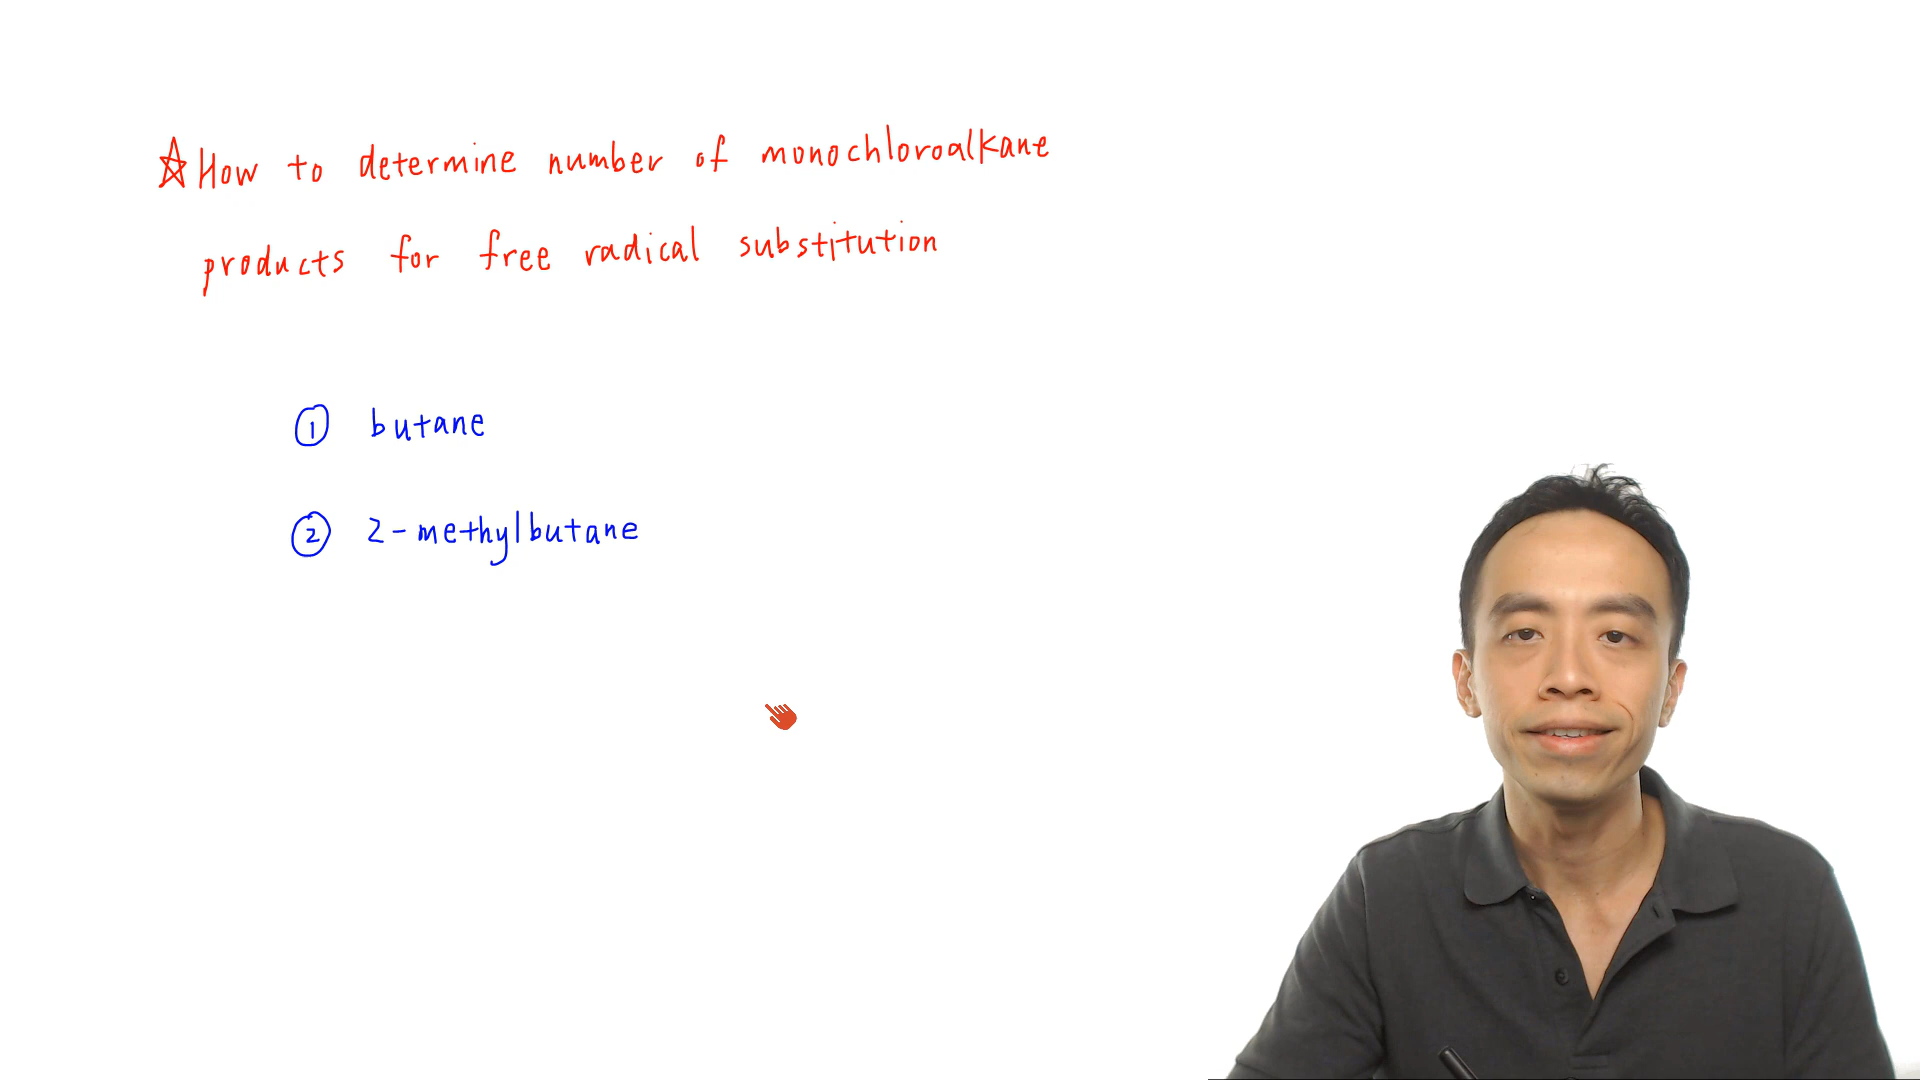 ☆ How to determine number of monochloroalkane
products for free radical substitution
① butane
② 2-methylbutane